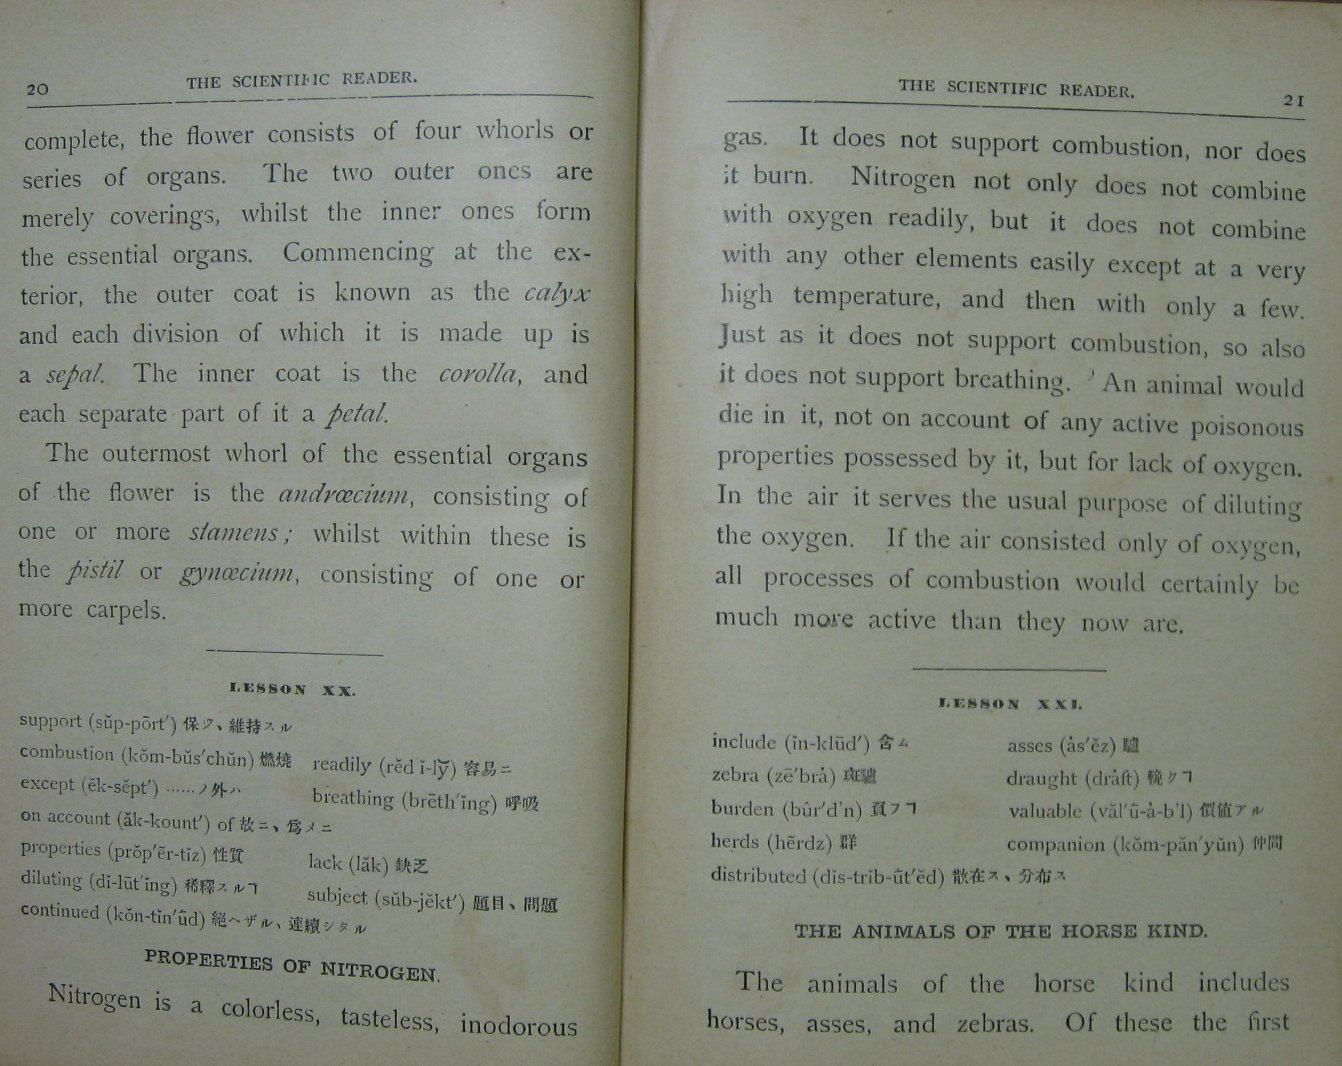 20
THE SCIENTIFIC READER.
complete, the flower consists of four whorls or
series of organs. The two outer ones are
merely coverings, whilst the inner ones form
the essential organs. Commencing at the ex-
terior, the outer coat is known as the calyx
and each division of which it is made up is
a sepal. The inner coat is the corolla, and
each separate part of it a petal.
The outermost whorl of the essential organs
of the flower is the andrœcium, consisting of
one or more stamens; whilst within these is
the pistil or gynœcium, consisting of one or
more carpels.
LESSON XX.
support (sŭp-pōrt′) 保ツ、維持スル
combustion (kŏm-bŭs′chŭn) 燃燒
readily (rĕd ĭ-lў) 容易ニ
except (ĕk-sĕpt′) ……ノ外ハ
breathing (brēth′ĭng) 呼吸
on account (ăk-kount′) of 故ニ、爲メニ
properties (prŏp′ēr-tĭz) 性質
lack (lăk) 缺乏
diluting (dĭ-lūt′ĭng) 稀釋スルヿ
subject (sŭb-jĕkt′) 題目、問題
continued (kŏn-tĭn′ūd) 絕ヘザル、連續シタル
PROPERTIES OF NITROGEN.
Nitrogen is a colorless, tasteless, inodorous
THE SCIENTIFIC READER.
21
gas. It does not support combustion, nor does
it burn. Nitrogen not only does not combine
with oxygen readily, but it does not combine
with any other elements easily except at a very
high temperature, and then with only a few.
Just as it does not support combustion, so also
it does not support breathing. An animal would
die in it, not on account of any active poisonous
properties possessed by it, but for lack of oxygen.
In the air it serves the usual purpose of diluting
the oxygen. If the air consisted only of oxygen,
all processes of combustion would certainly be
much more active than they now are.
LESSON XXI.
include (ĭn-klūd′) 含ム
asses (ȧs′ĕz) 驢
zebra (zē′brȧ) 斑驢
draught (drȧft) 輓クヿ
burden (bûr′d'n) 負フヿ
valuable (văl′ū-ȧ-b'l) 價値アル
herds (hẽrdz) 群
companion (kŏm-păn′yŭn) 仲間
distributed (dĭs-trĭb-ūt′ĕd) 散在ス、分布ス
THE ANIMALS OF THE HORSE KIND.
The animals of the horse kind includes
horses, asses, and zebras. Of these the first